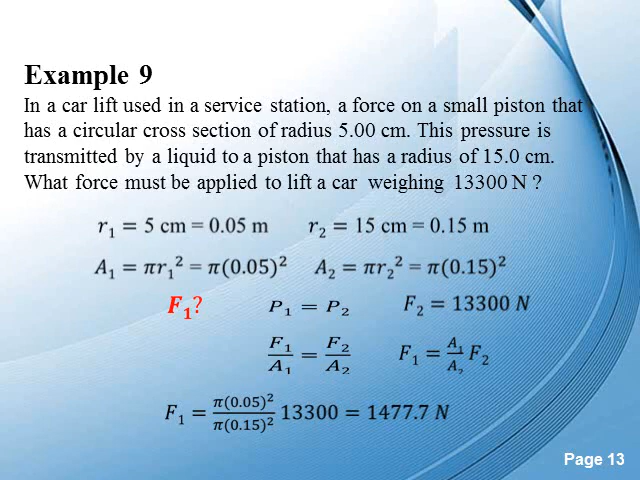 Example 9
In a car lift used in a service station, a force on a small piston that
has a circular cross section of radius 5.00 cm. This pressure is
transmitted by a liquid to a piston that has a radius of 15.0 cm.
What force must be applied to lift a car weighing 13300 N ?
r₁ = 5 cm = 0.05 m r₂ = 15 cm = 0.15 m
A₁ = πr₁² = π(0.05)² A₂ = πr₂² = π(0.15)²
F₁? P₁ = P₂ F₂ = 13300 N
F₁/A₁ = F₂/A₂ F₁ = A₁/A₂ F₂
F₁ = π(0.05)²/π(0.15)² 13300 = 1477.7 N
Page 13